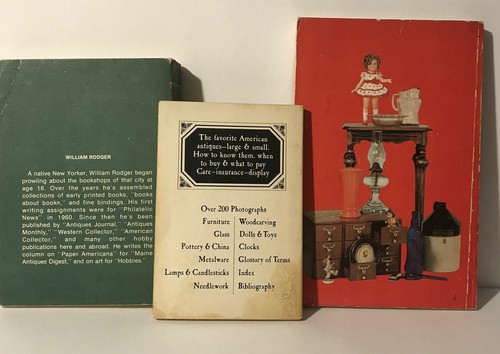 WILLIAM RODGER
A native New Yorker, William Rodger began
prowling about the bookshops of that city at
age 16. Over the years he's assembled
collections of early printed books, "books
about books," and fine bindings. His first
writing assignments were for "Philatelic
News" in 1960. Since then he's been
published by "Antiques Journal," "Antiques
Monthly," "Western Collector," "American
Collector," and many other hobby
publications here and abroad. He writes the
column on "Paper Americana" for "Maine
Antiques Digest," and on art for "Hobbies"
The favorite American
antiques–large & small.
How to know them, when
to buy & what to pay
Care–insurance–display
Over 200 Photographs
Furniture Woodcarving
Glass Dolls & Toys
Pottery & China Clocks
Metalware Glossary of Terms
Lamps & Candlesticks Index
Needlework Bibliography